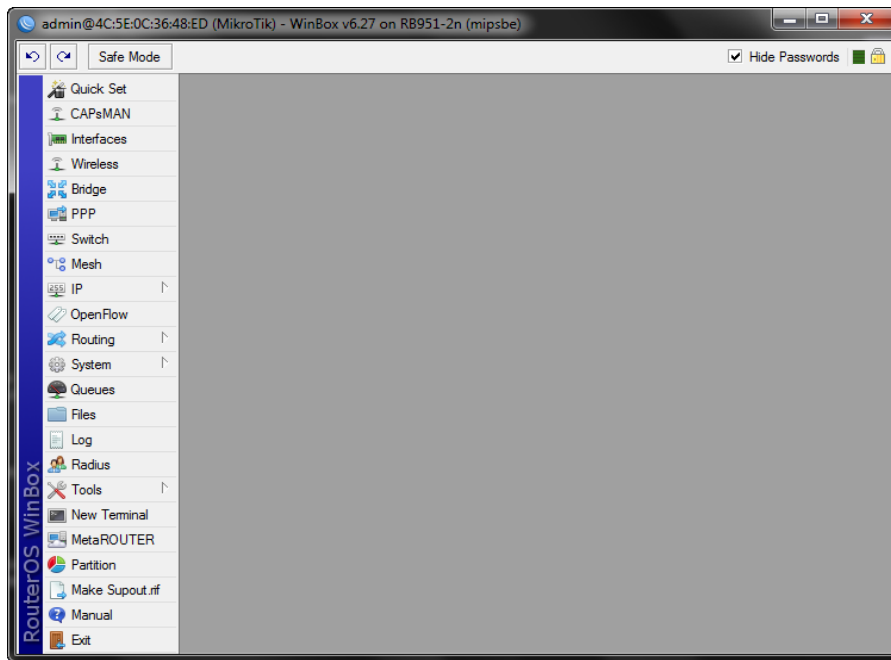 admin@4C:5E:0C:36:48:ED (MikroTik) - WinBox v6.27 on RB951-2n (mipsbe)
Safe Mode
Hide Passwords
Quick Set
CAPsMAN
Interfaces
Wireless
Bridge
PPP
Switch
Mesh
255 IP
OpenFlow
Routing
System
Queues
Files
Log
Radius
Tools
New Terminal
MetaROUTER
Partition
Make Supout.rif
Manual
Exit
RouterOS WinBox